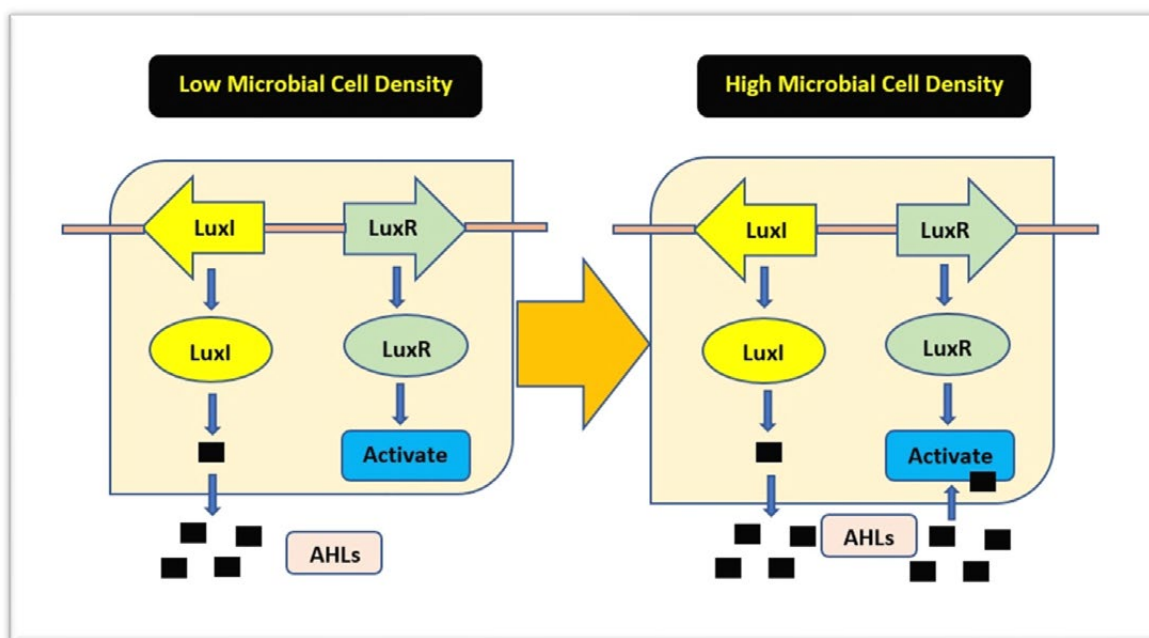 Low Microbial Cell Density
High Microbial Cell Density
LuxI
LuxR
LuxI
LuxR
LuxI
LuxR
LuxI
LuxR
Activate
Activate
AHLs
AHLs